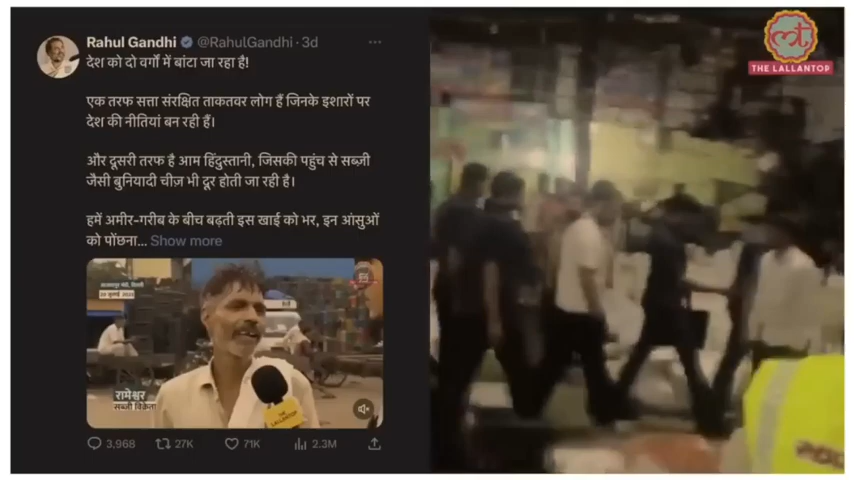 Rahul Gandhi @RahulGandhi · 3d
देश को दो वर्गों में बांटा जा रहा है!
एक तरफ सत्ता संरक्षित ताकतवर लोग हैं जिनके इशारों पर
देश की नीतियां बन रही हैं।
और दूसरी तरफ है आम हिंदुस्तानी, जिसकी पहुंच से सब्ज़ी
जैसी बुनियादी चीज़ भी दूर होती जा रही है।
हमें अमीर-गरीब के बीच बढ़ती इस खाई को भर, इन आंसुओं
को पोंछना... Show more
रामेश्वर
सब्ज़ी विक्रेता
THE
LALLANTOP
3,968 27K 71K 2.3M
THE LALLANTOP